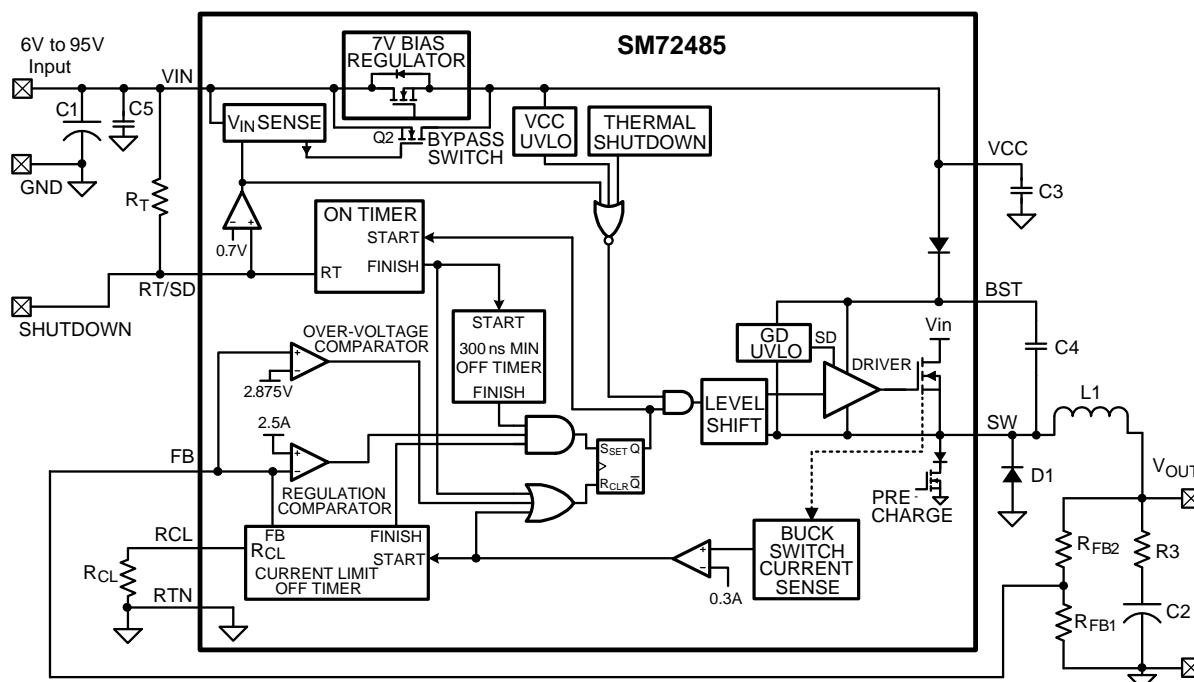 SM72485
6V to 95V
Input
VIN
C1
C5
GND
RT
7V BIAS
REGULATOR
VIN SENSE
Q2
BYPASS
SWITCH
VCC
UVLO
THERMAL
SHUTDOWN
VCC
C3
0.7V
- +
ON TIMER
START
RT
FINISH
RT/SD
SHUTDOWN
START
300 ns MIN
OFF TIMER
FINISH
OVER-VOLTAGE
COMPARATOR
+
-
2.875V
2.5A
+
-
FB
REGULATION
COMPARATOR
SSET Q
RCLR Q̅
LEVEL
SHIFT
GD
UVLO
SD
DRIVER
Vin
BST
C4
SW
L1
D1
PRE -
CHARGE
VOUT
RFB2
R3
RFB1
C2
RCL
RCL
RTN
FB
RCL
FINISH
START
CURRENT LIMIT
OFF TIMER
+
-
0.3A
BUCK
SWITCH
CURRENT
SENSE